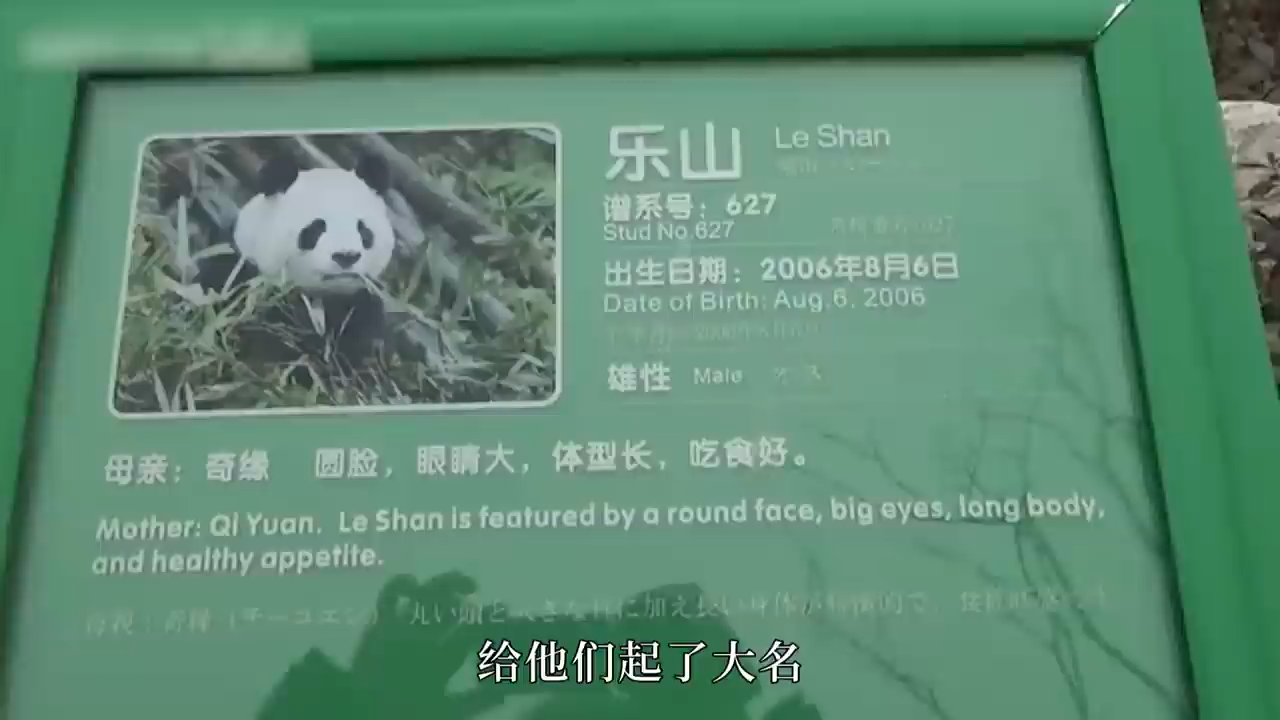 乐山 Le Shan
谱系号：627
Stud No.627
出生日期：2006年8月6日
Date of Birth: Aug.6, 2006
雄性 Male
母亲：奇缘 圆脸，眼睛大，体型长，吃食好。
Mother: Qi Yuan. Le Shan is featured by a round face, big eyes, long body,
and healthy appetite.
给他们起了大名